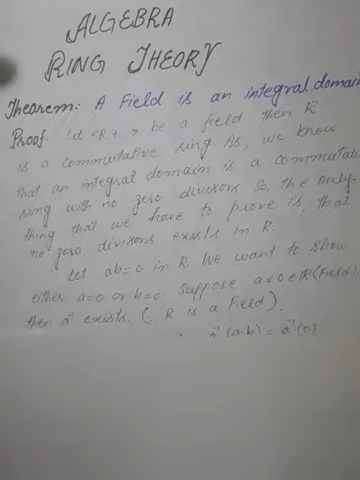 ALGEBRA
RING THEORY
Theorem: A Field is an integral domain
Proof. Let <R, +, .> be a field then R
is a commutative ring. As, we know
that an integral domain is a commutati
ring with no zero divisors. So, the only
thing that we have to prove is, that
no zero divisors exists in R.
Let ab=0 in R. We want to show
either a=0 or b=0. Suppose a≠0 ∈ R (Field)
then a⁻¹ exists. (∵ R is a Field).
∴ a⁻¹(a·b) = a⁻¹(0)